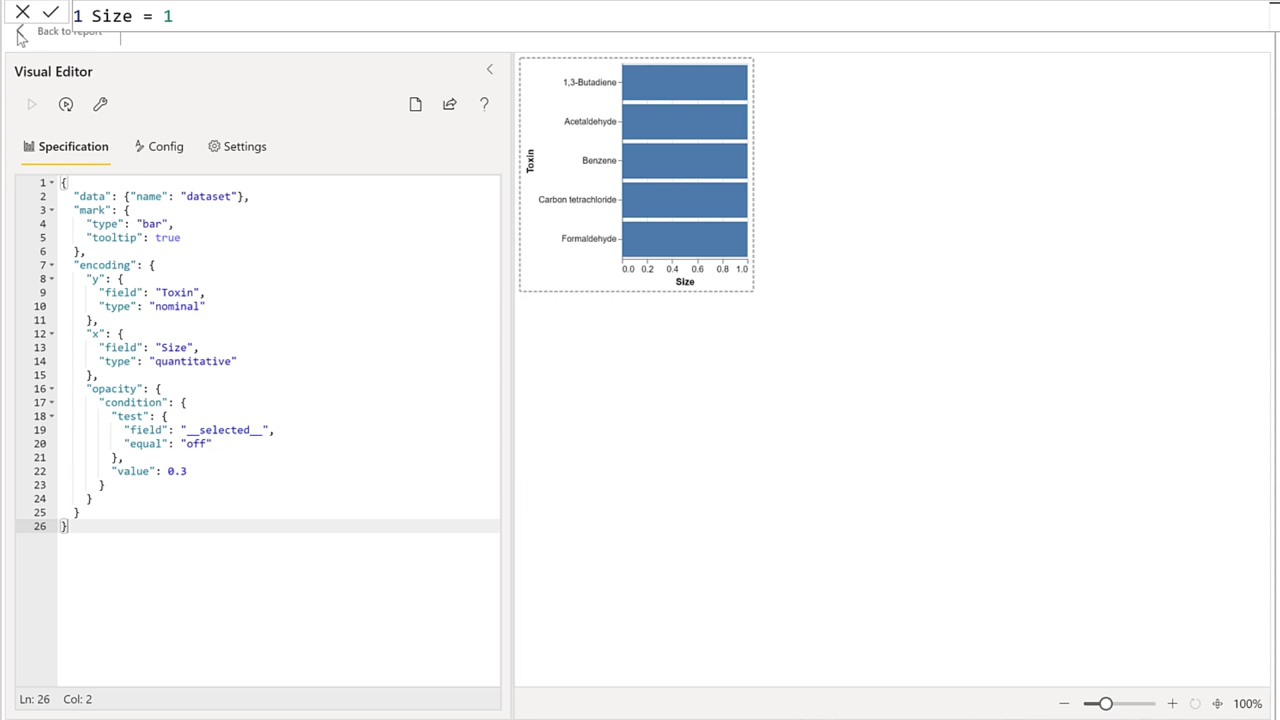 1 Size = 1
Back to report
Visual Editor
Specification
Config
Settings
1 {
2 "data": {"name": "dataset"},
3 "mark": {
4 "type": "bar",
5 "tooltip": true
6 },
7 "encoding": {
8 "y": {
9 "field": "Toxin",
10 "type": "nominal"
11 },
12 "x": {
13 "field": "Size",
14 "type": "quantitative"
15 },
16 "opacity": {
17 "condition": {
18 "test": {
19 "field": "__selected__",
20 "equal": "off"
21 },
22 "value": 0.3
23 }
24 }
25 }
26 }
Ln: 26 Col: 2
Toxin
1,3-Butadiene
Acetaldehyde
Benzene
Carbon tetrachloride
Formaldehyde
0.0 0.2 0.4 0.6 0.8 1.0
Size
100%